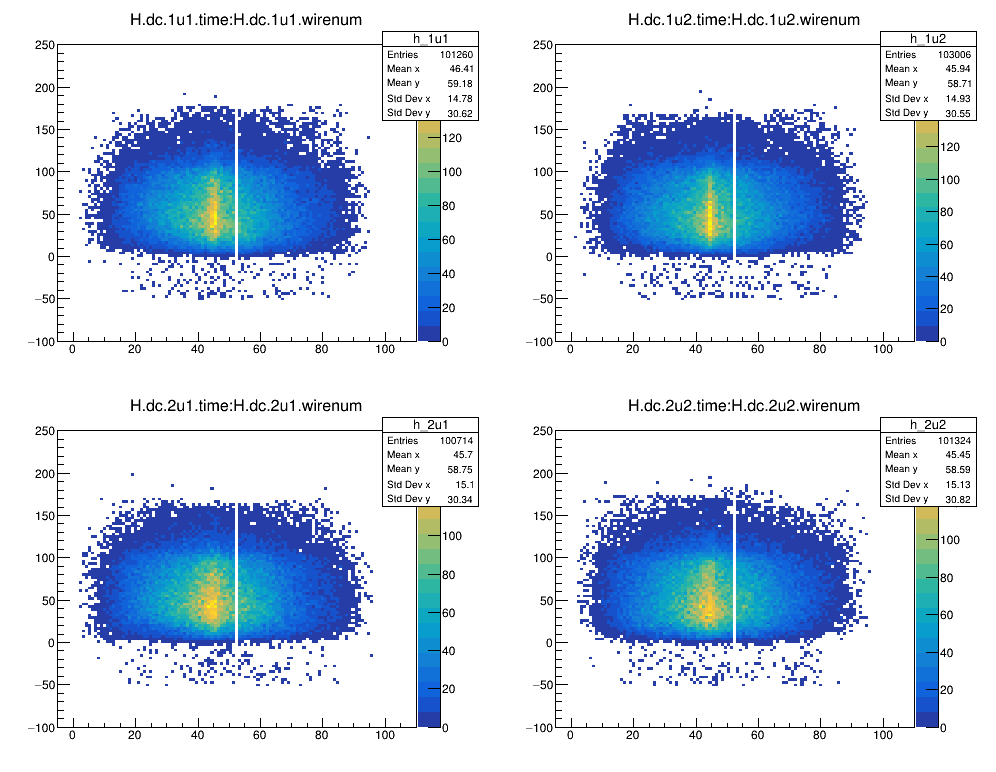 H.dc.1u1.time:H.dc.1u1.wirenum
h_1u1
Entries 101260
Mean x 46.41
Mean y 59.18
Std Dev x 14.78
Std Dev y 30.62
250
200
150
100
50
0
−50
−100
0 20 40 60 80 100
120
100
80
60
40
20
0
H.dc.1u2.time:H.dc.1u2.wirenum
h_1u2
Entries 103006
Mean x 45.94
Mean y 58.71
Std Dev x 14.93
Std Dev y 30.55
250
200
150
100
50
0
−50
−100
0 20 40 60 80 100
120
100
80
60
40
20
0
H.dc.2u1.time:H.dc.2u1.wirenum
h_2u1
Entries 100714
Mean x 45.7
Mean y 58.75
Std Dev x 15.1
Std Dev y 30.34
250
200
150
100
50
0
−50
−100
0 20 40 60 80 100
100
80
60
40
20
0
H.dc.2u2.time:H.dc.2u2.wirenum
h_2u2
Entries 101324
Mean x 45.45
Mean y 58.59
Std Dev x 15.13
Std Dev y 30.82
250
200
150
100
50
0
−50
−100
0 20 40 60 80 100
100
80
60
40
20
0